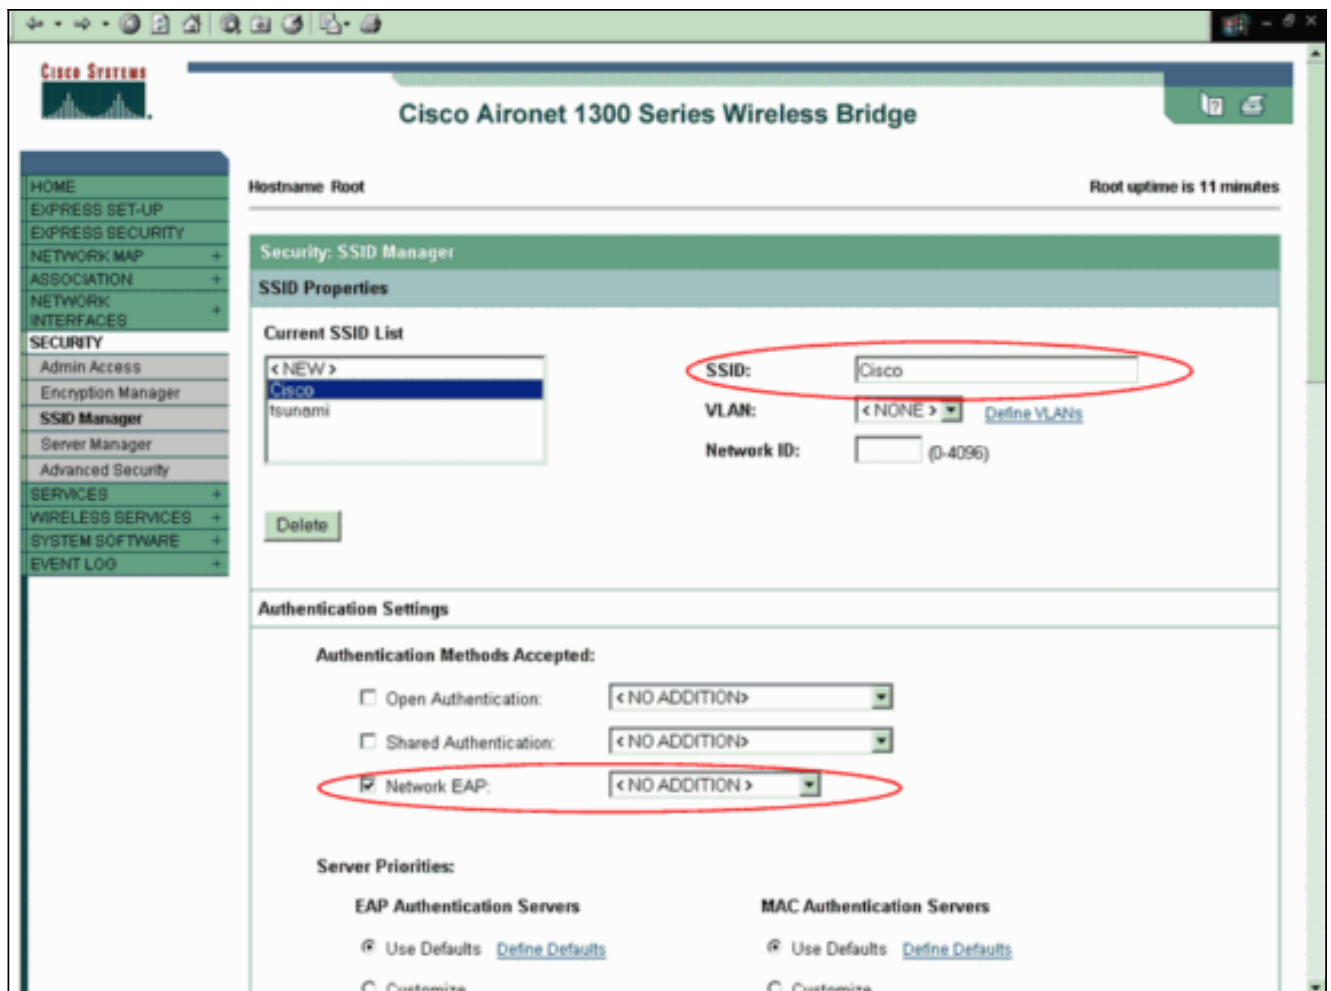 CISCO SYSTEMS
Cisco Aironet 1300 Series Wireless Bridge
HOME
EXPRESS SET-UP
EXPRESS SECURITY
NETWORK MAP +
ASSOCIATION +
NETWORK
INTERFACES +
SECURITY
Admin Access
Encryption Manager
SSID Manager
Server Manager
Advanced Security
SERVICES +
WIRELESS SERVICES +
SYSTEM SOFTWARE +
EVENT LOG +
Hostname Root
Root uptime is 11 minutes
Security: SSID Manager
SSID Properties
Current SSID List
< NEW >
Cisco
tsunami
SSID: Cisco
VLAN: < NONE > Define VLANs
Network ID: (0-4096)
Delete
Authentication Settings
Authentication Methods Accepted:
Open Authentication: < NO ADDITION>
Shared Authentication: < NO ADDITION>
Network EAP: < NO ADDITION >
Server Priorities:
EAP Authentication Servers
Use Defaults Define Defaults
Customize
MAC Authentication Servers
Use Defaults Define Defaults
Customize